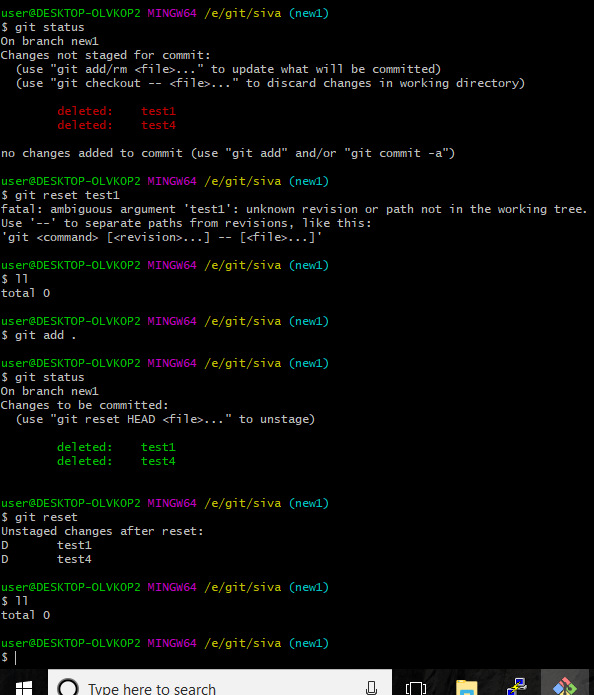 user@DESKTOP-OLVKOP2 MINGW64 /e/git/siva (new1)
$ git status
On branch new1
Changes not staged for commit:
  (use "git add/rm <file>..." to update what will be committed)
  (use "git checkout -- <file>..." to discard changes in working directory)
        deleted:    test1
        deleted:    test4
no changes added to commit (use "git add" and/or "git commit -a")
user@DESKTOP-OLVKOP2 MINGW64 /e/git/siva (new1)
$ git reset test1
fatal: ambiguous argument 'test1': unknown revision or path not in the working tree.
Use '--' to separate paths from revisions, like this:
'git <command> [<revision>...] -- [<file>...]'
user@DESKTOP-OLVKOP2 MINGW64 /e/git/siva (new1)
$ ll
total 0
user@DESKTOP-OLVKOP2 MINGW64 /e/git/siva (new1)
$ git add .
user@DESKTOP-OLVKOP2 MINGW64 /e/git/siva (new1)
$ git status
On branch new1
Changes to be committed:
  (use "git reset HEAD <file>..." to unstage)
        deleted:    test1
        deleted:    test4
user@DESKTOP-OLVKOP2 MINGW64 /e/git/siva (new1)
$ git reset
Unstaged changes after reset:
D       test1
D       test4
user@DESKTOP-OLVKOP2 MINGW64 /e/git/siva (new1)
$ ll
total 0
user@DESKTOP-OLVKOP2 MINGW64 /e/git/siva (new1)
$
Type here to search